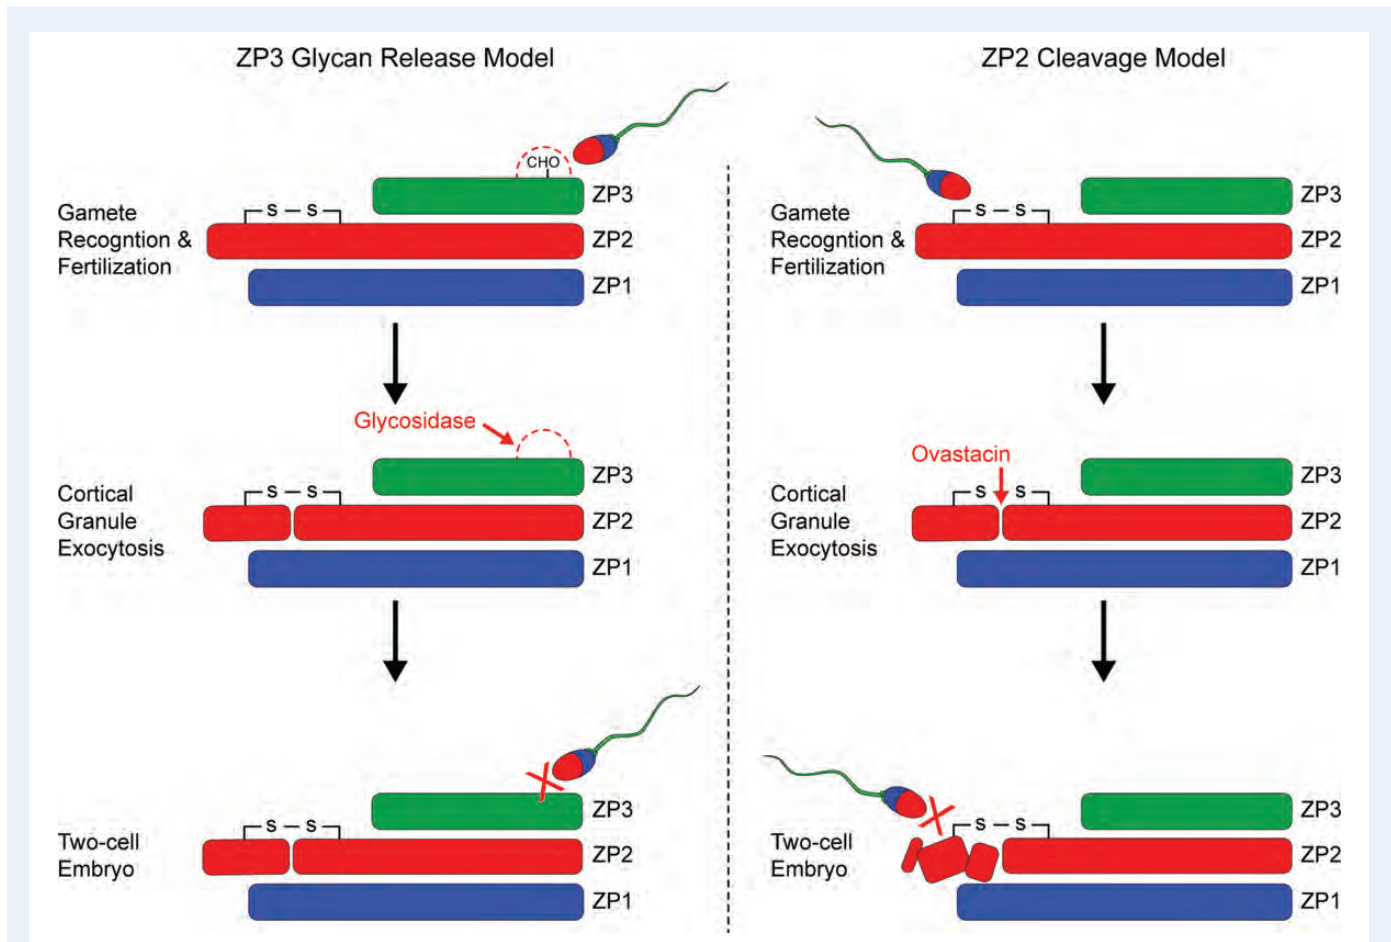 ZP3 Glycan Release Model
CHO
ZP3
S – S
Gamete
Recogntion &
Fertilization
ZP2
ZP1
Glycosidase
ZP3
S – S
Cortical
Granule
Exocytosis
ZP2
ZP1
ZP3
S – S
Two-cell
Embryo
ZP2
ZP1
ZP2 Cleavage Model
ZP3
S – S
Gamete
Recogntion &
Fertilization
ZP2
ZP1
Ovastacin
ZP3
S S
Cortical
Granule
Exocytosis
ZP2
ZP1
ZP3
S – S
Two-cell
Embryo
ZP2
ZP1